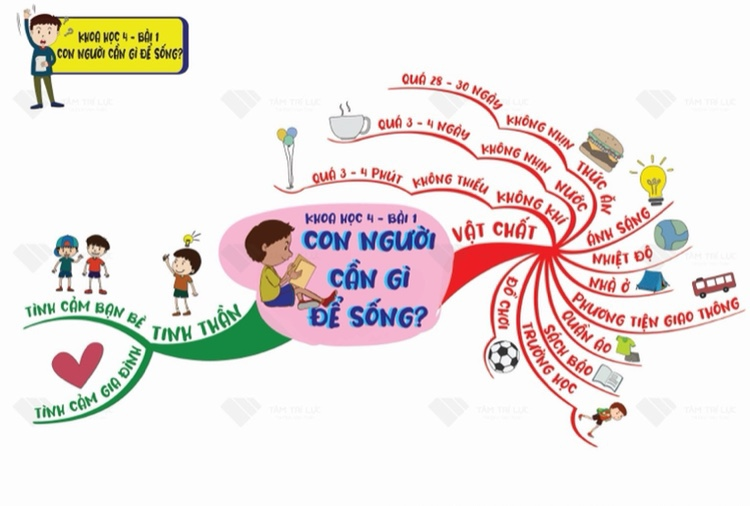 KHOA HỌC 4 - BÀI 1
CON NGƯỜI CẦN GÌ ĐỂ SỐNG?
KHOA HỌC 4 - BÀI 1
CON NGƯỜI
CẦN GÌ
ĐỂ SỐNG?
VẬT CHẤT
KHÔNG KHÍ
KHÔNG THIẾU
QUÁ 3 - 4 PHÚT
NƯỚC
KHÔNG NHỊN
QUÁ 3 - 4 NGÀY
THỨC ĂN
KHÔNG NHỊN
QUÁ 28 - 30 NGÀY
ÁNH SÁNG
NHIỆT ĐỘ
NHÀ Ở
PHƯƠNG TIỆN GIAO THÔNG
QUẦN ÁO
SÁCH BÁO
TRƯỜNG HỌC
ĐỒ CHƠI
TINH THẦN
TÌNH CẢM BẠN BÈ
TÌNH CẢM GIA ĐÌNH
TÂM TRÍ LỰC